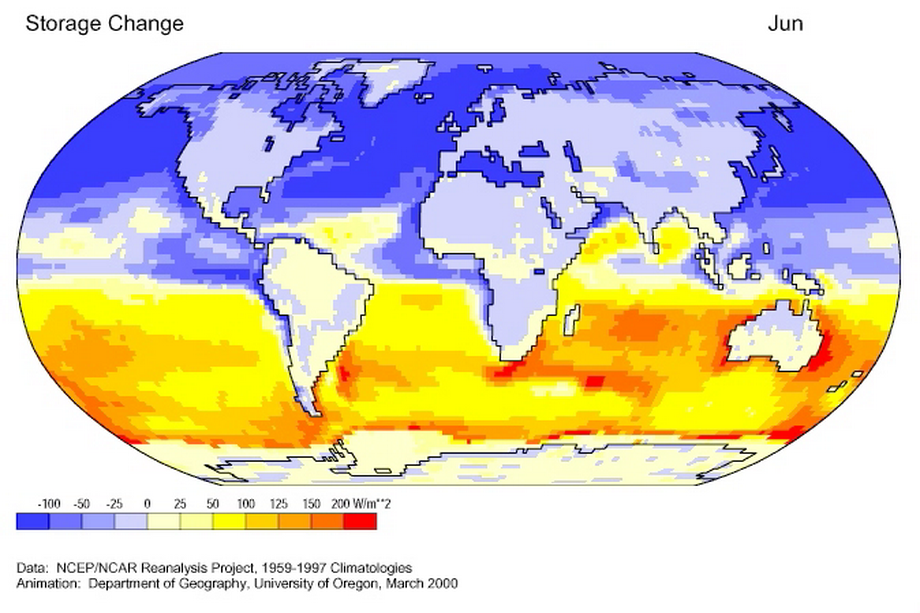 Storage Change
Jun
-100 -50 -25 0 25 50 100 125 150 200 W/m**2
Data: NCEP/NCAR Reanalysis Project, 1959-1997 Climatologies
Animation: Department of Geography, University of Oregon, March 2000